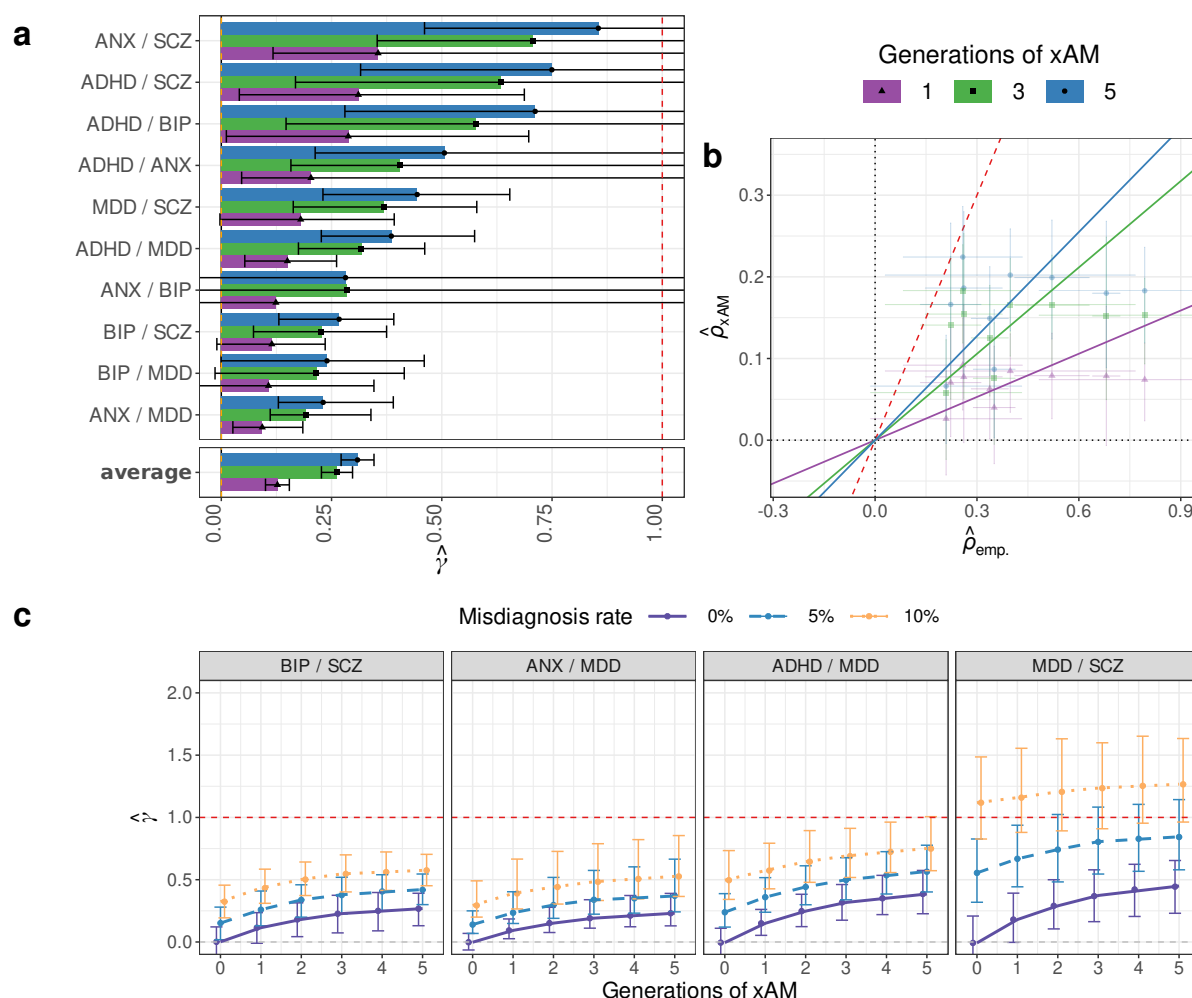 a
ANX / SCZ
ADHD / SCZ
ADHD / BIP
ADHD / ANX
MDD / SCZ
ADHD / MDD
ANX / BIP
BIP / SCZ
BIP / MDD
ANX / MDD
average
0.00
0.25
0.50
0.75
1.00
γ̂
Generations of xAM
1 3 5
b
0.3
0.2
0.1
0.0
ρ̂xAM
-0.3 0.0 0.3 0.6 0.9
ρ̂emp.
c
Misdiagnosis rate 0% 5% 10%
BIP / SCZ ANX / MDD ADHD / MDD MDD / SCZ
2.0
1.5
1.0
0.5
0.0
γ̂
0 1 2 3 4 5 0 1 2 3 4 5 0 1 2 3 4 5 0 1 2 3 4 5
Generations of xAM